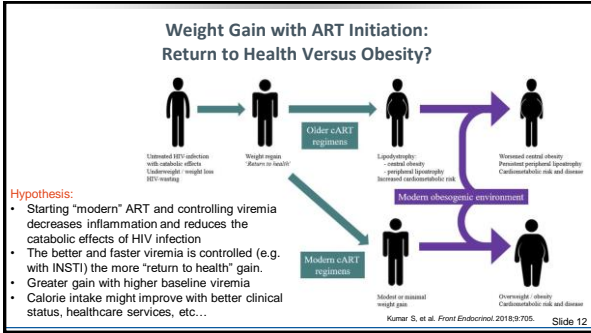 Weight Gain with ART Initiation:
Return to Health Versus Obesity?
Untreated HIV-infection
with catabolic effects
Underweight / weight loss
HIV-wasting
Weight regain
'Return to health'
Older cART
regimens
Lipodystrophy:
- central obesity
- peripheral lipoatrophy
Increased cardiometabolic risk
Worsened central obesity
Persistent peripheral lipoatrophy
Cardiometabolic risk and disease
Modern obesogenic environment
Modern cART
regimens
Modest or minimal
weight gain
Overweight / obesity
Cardiometabolic risk and disease
Hypothesis:
• Starting “modern” ART and controlling viremia
decreases inflammation and reduces the
catabolic effects of HIV infection
• The better and faster viremia is controlled (e.g.
with INSTI) the more “return to health” gain.
• Greater gain with higher baseline viremia
• Calorie intake might improve with better clinical
status, healthcare services, etc…
Kumar S, et al. Front Endocrinol. 2018;9:705.
Slide 12